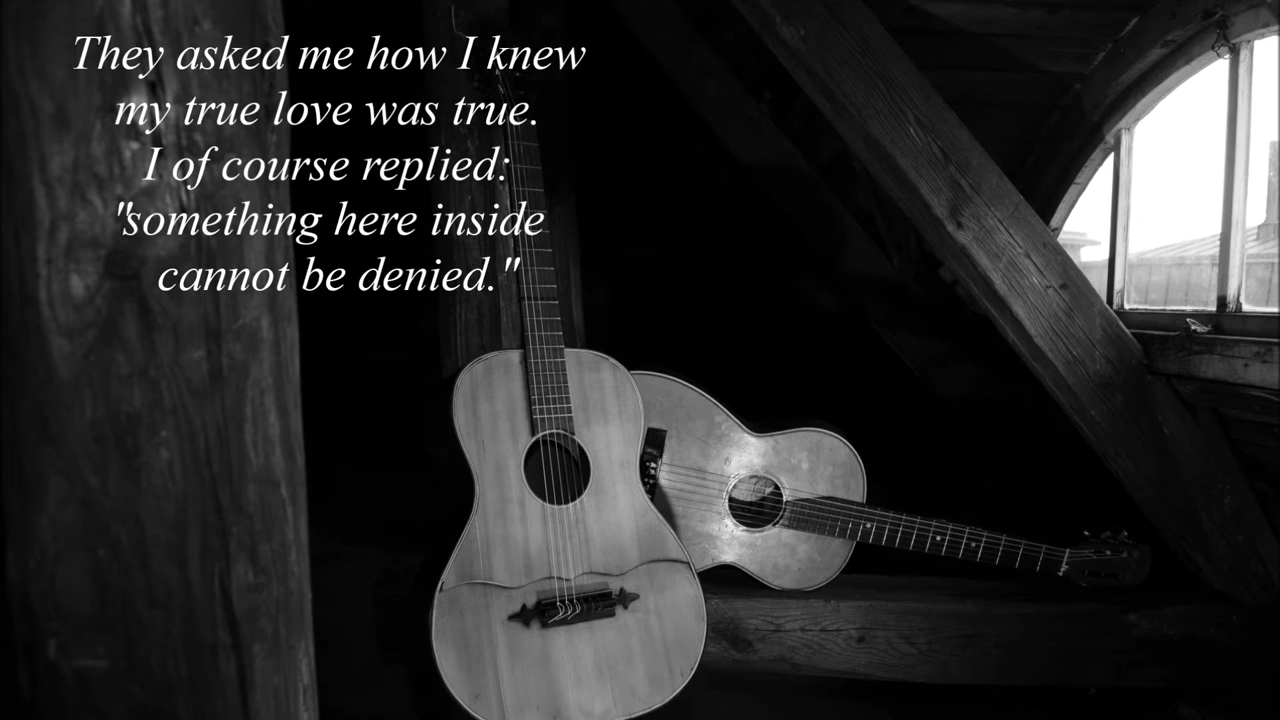 They asked me how I knew
my true love was true.
I of course replied:
"something here inside
cannot be denied."